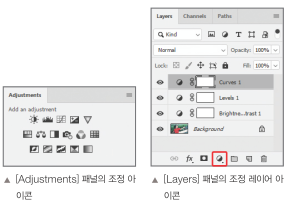 Layers Channels Paths
Kind
Normal Opacity: 100%
Lock: Fill: 100%
Curves 1
Levels 1
Brightne...trast 1
Background
fx
Adjustments
Add an adjustment
▲ [Adjustments] 패널의 조정 아
이콘
▲ [Layers] 패널의 조정 레이어 아
이콘